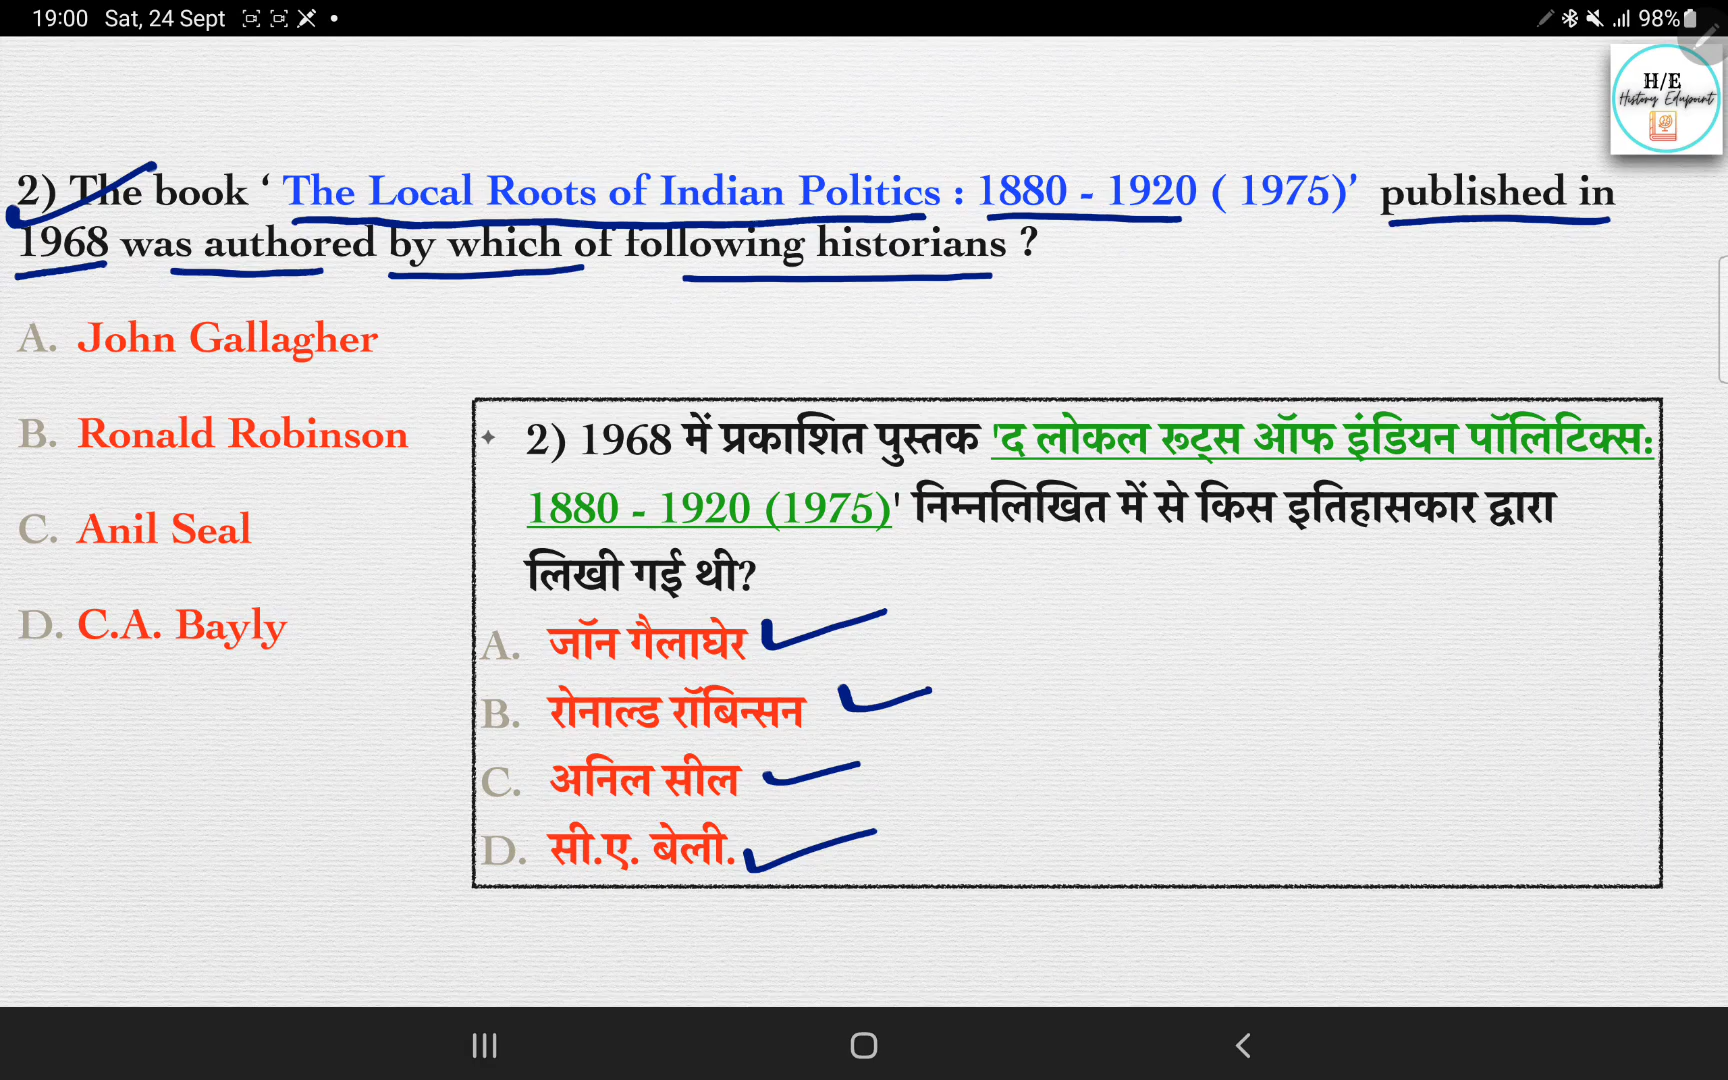 19:00 Sat, 24 Sept
98%
H/E
History Edupoint
2) The book ‘ The Local Roots of Indian Politics : 1880 - 1920 ( 1975)’ published in
1968 was authored by which of following historians ?
A. John Gallagher
B. Ronald Robinson
C. Anil Seal
D. C.A. Bayly
2) 1968 में प्रकाशित पुस्तक 'द लोकल रूट्स ऑफ इंडियन पॉलिटिक्स:
1880 - 1920 (1975)' निम्नलिखित में से किस इतिहासकार द्वारा
लिखी गई थी?
A. जॉन गैलाघेर
B. रोनाल्ड रॉबिन्सन
C. अनिल सील
D. सी.ए. बेली.